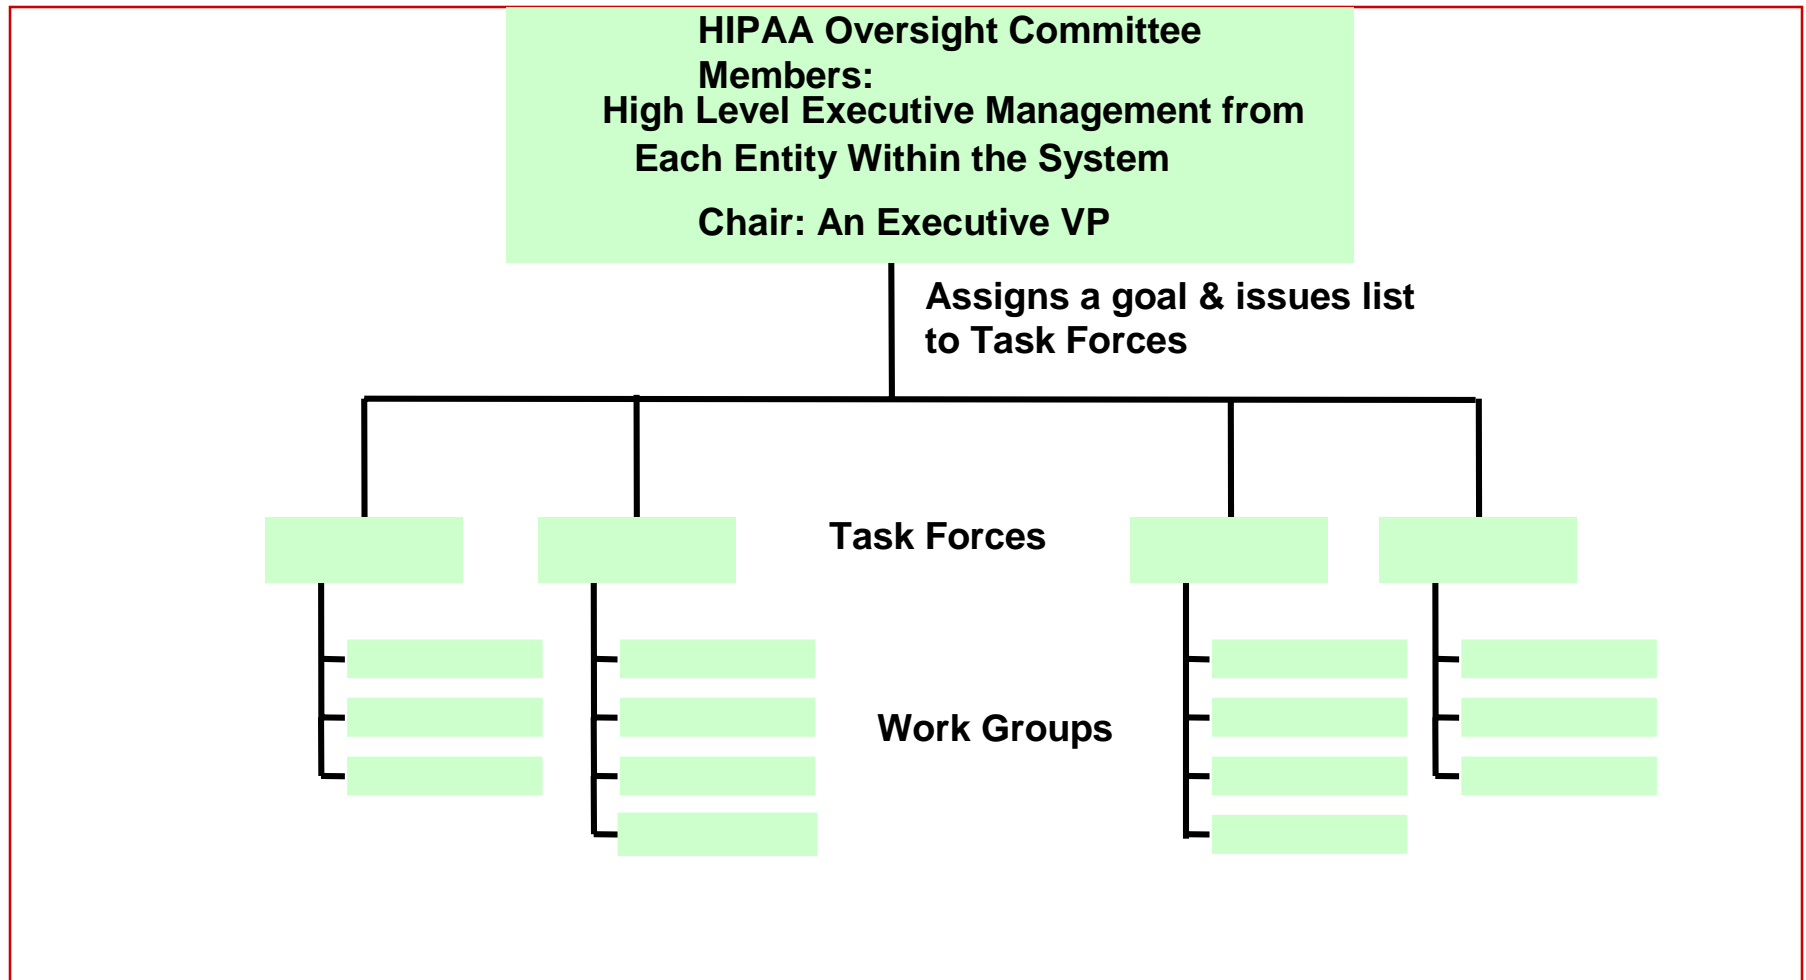 HIPAA Oversight Committee
Members:
High Level Executive Management from
Each Entity Within the System
Chair: An Executive VP
Assigns a goal & issues list
to Task Forces
Task Forces
Work Groups